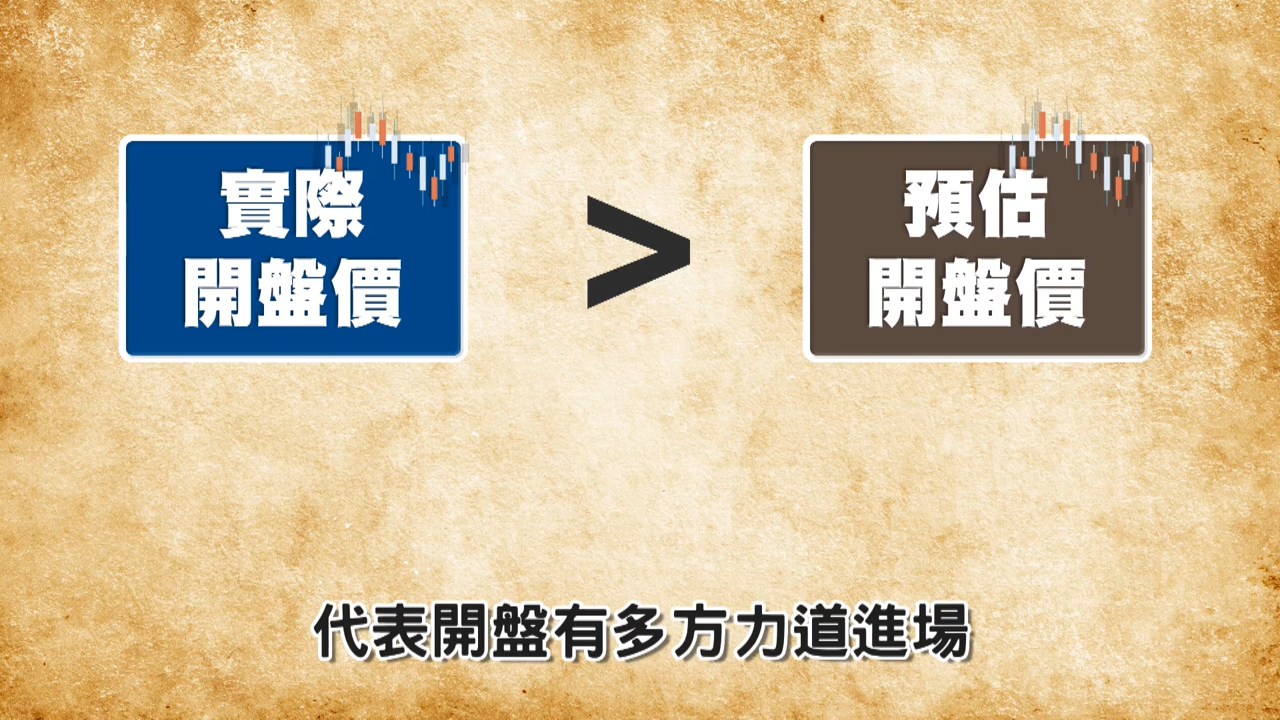 實際
開盤價
>
預估
開盤價
代表開盤有多方力道進場